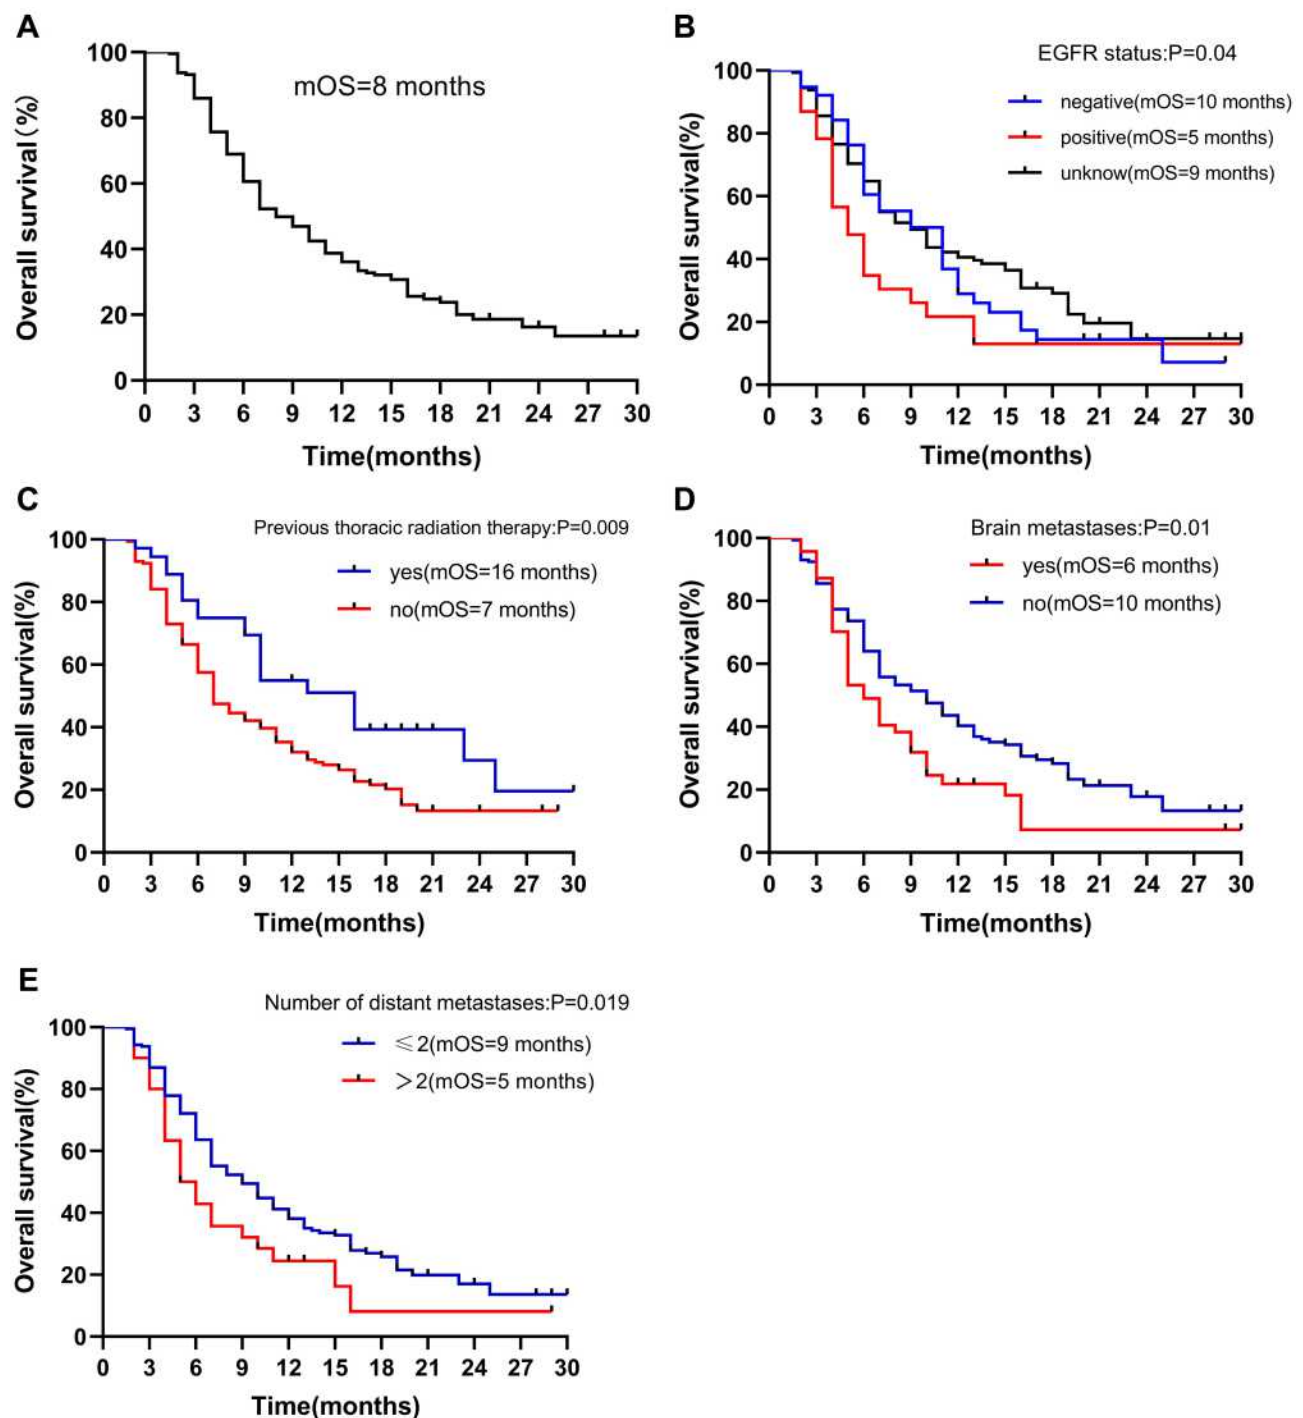 A
mOS=8 months
Overall survival(%)
100
80
60
40
20
0
0 3 6 9 12 15 18 21 24 27 30
Time(months)
B
EGFR status:P=0.04
negative(mOS=10 months)
positive(mOS=5 months)
unknow(mOS=9 months)
Overall survival(%)
100
80
60
40
20
0
0 3 6 9 12 15 18 21 24 27 30
Time(months)
C
Previous thoracic radiation therapy:P=0.009
yes(mOS=16 months)
no(mOS=7 months)
Overall survival(%)
100
80
60
40
20
0
0 3 6 9 12 15 18 21 24 27 30
Time(months)
D
Brain metastases:P=0.01
yes(mOS=6 months)
no(mOS=10 months)
Overall survival(%)
100
80
60
40
20
0
0 3 6 9 12 15 18 21 24 27 30
Time(months)
E
Number of distant metastases:P=0.019
≤2(mOS=9 months)
>2(mOS=5 months)
Overall survival(%)
100
80
60
40
20
0
0 3 6 9 12 15 18 21 24 27 30
Time(months)